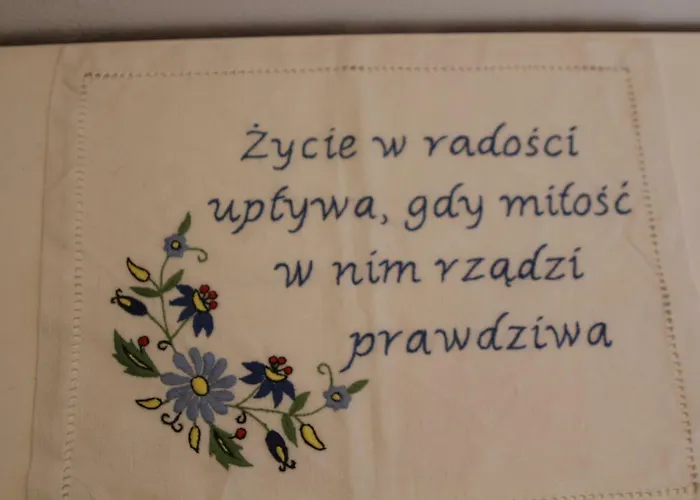 Życie w radości
upływa, gdy miłość
w nim rządzi
prawdziwa